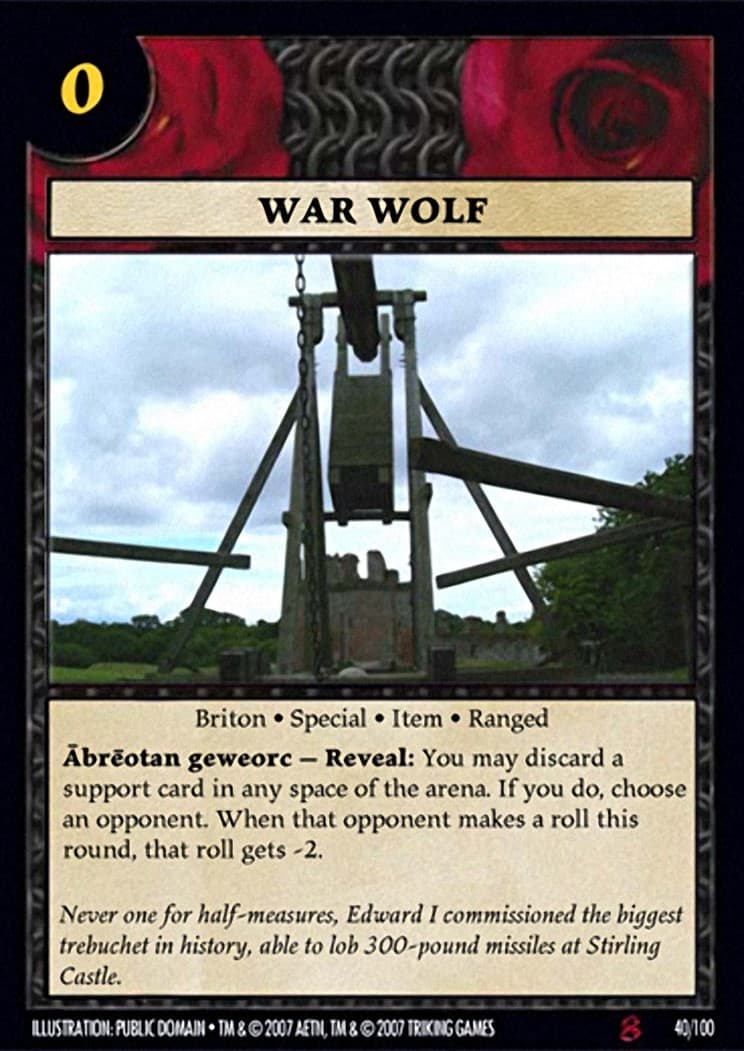 0
WAR WOLF
Briton • Special • Item • Ranged
Ābrēotan geweorc – Reveal: You may discard a
support card in any space of the arena. If you do, choose
an opponent. When that opponent makes a roll this
round, that roll gets -2.
Never one for half-measures, Edward I commissioned the biggest
trebuchet in history, able to lob 300-pound missiles at Stirling
Castle.
ILLUSTRATION: PUBLIC DOMAIN • TM & © 2007 AETN, TM & © 2007 TRIKING GAMES
40/100